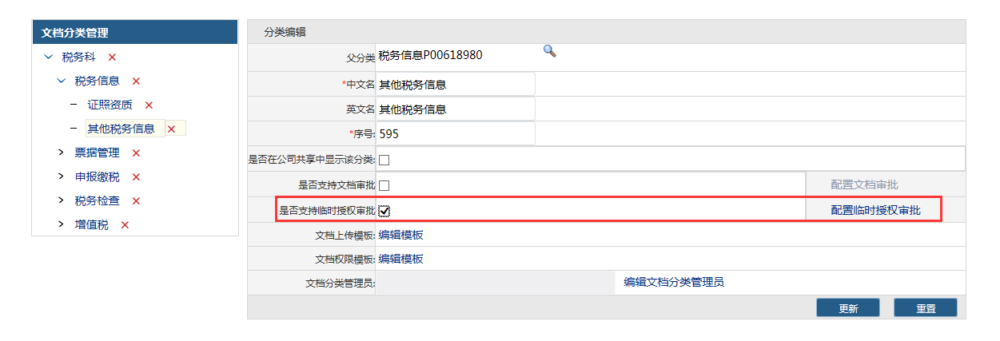 文档分类管理
税务科
税务信息
证照资质
其他税务信息
票据管理
申报缴税
税务检查
增值税
分类编辑
父分类 税务信息P00618980
*中文名 其他税务信息
英文名 其他税务信息
*序号: 595
是否在公司共享中显示该分类:
是否支持文档审批 配置文档审批
是否支持临时授权审批 配置临时授权审批
文档上传模板: 编辑模板
文档权限模板: 编辑模板
文档分类管理员: 编辑文档分类管理员
更新 重置